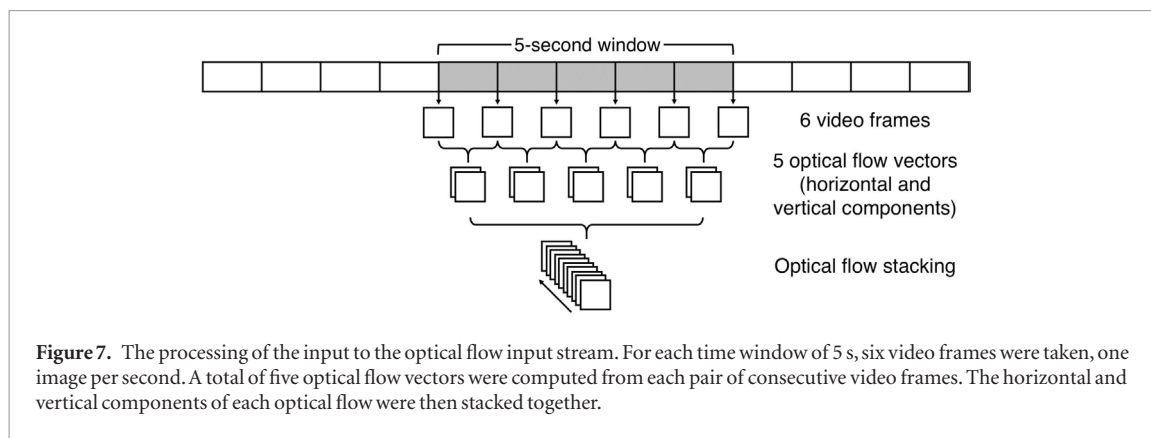 5-second window
6 video frames
5 optical flow vectors
(horizontal and
vertical components)
Optical flow stacking
Figure 7. The processing of the input to the optical flow input stream. For each time window of 5 s, six video frames were taken, one
image per second. A total of five optical flow vectors were computed from each pair of consecutive video frames. The horizontal and
vertical components of each optical flow were then stacked together.